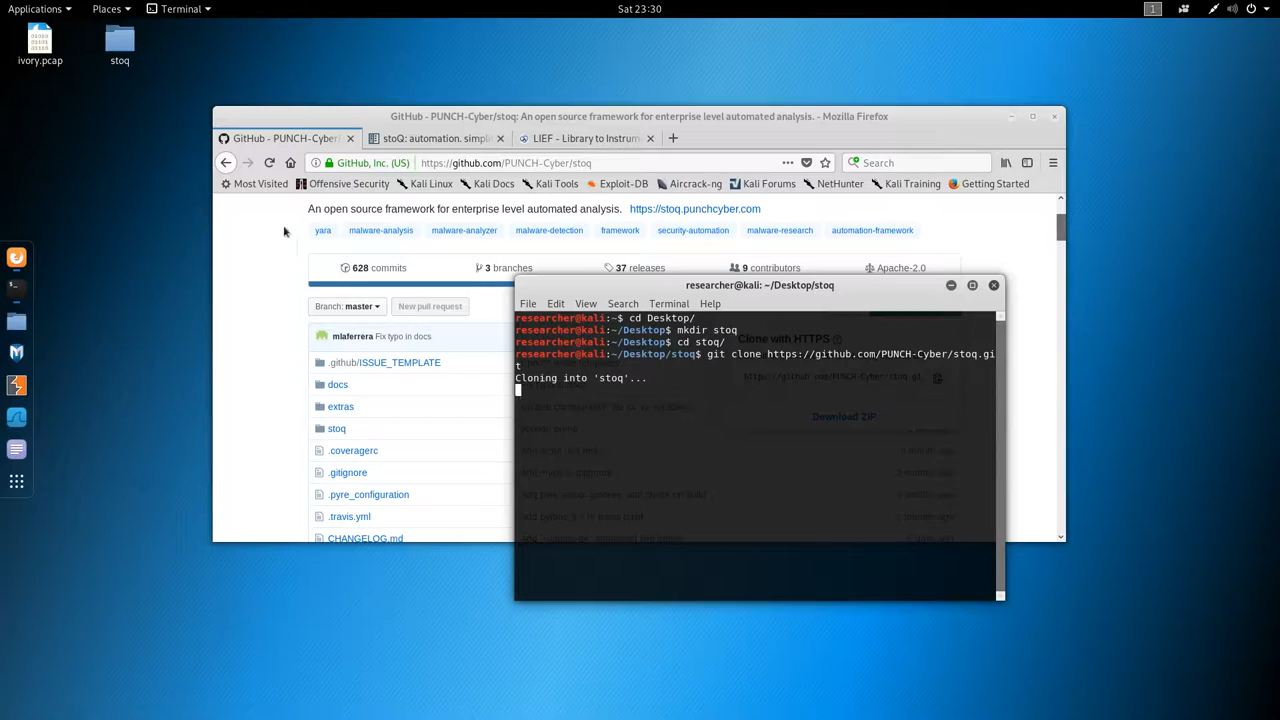 Applications Places Terminal Sat 23:30 1
ivory.pcap
stoq
GitHub - PUNCH-Cyber/stoq: An open source framework for enterprise level automated analysis. - Mozilla Firefox
GitHub - PUNCH-Cyber/ stoQ: automation. simpli LIEF - Library to Instrum
GitHub, Inc. (US) https://github.com/PUNCH-Cyber/stoq Search
Most Visited Offensive Security Kali Linux Kali Docs Kali Tools Exploit-DB Aircrack-ng Kali Forums NetHunter Kali Training Getting Started
An open source framework for enterprise level automated analysis. https://stoq.punchcyber.com
yara malware-analysis malware-analyzer malware-detection framework security-automation malware-research automation-framework
628 commits 3 branches 37 releases 9 contributors Apache-2.0
Branch: master New pull request
mlaferrera Fix typo in docs
.github/ISSUE_TEMPLATE
docs
extras
stoq
.coveragerc
.gitignore
.pyre_configuration
.travis.yml
CHANGELOG.md
researcher@kali: ~/Desktop/stoq
File Edit View Search Terminal Help
researcher@kali:~$ cd Desktop/
researcher@kali:~/Desktop$ mkdir stoq
researcher@kali:~/Desktop$ cd stoq/
researcher@kali:~/Desktop/stoq$ git clone https://github.com/PUNCH-Cyber/stoq.gi
t
Cloning into 'stoq'...
Clone with HTTPS
Download ZIP